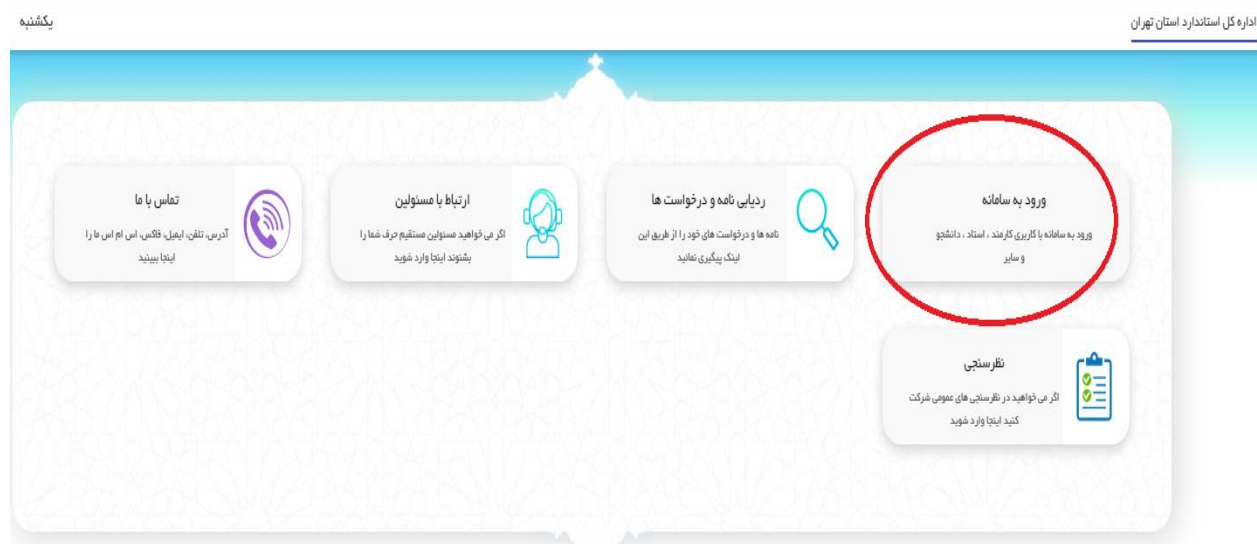 اداره کل استاندارد استان تهران
یکشنبه
ورود به سامانه
ورود به سامانه با کاربری کارمند ، استاد ، دانشجو
و سایر
ردیابی نامه و درخواست ها
نامه ها و درخواست های خود را از طریق این
لینک پیگیری نمائید
ارتباط با مسئولین
اگر می خواهید مسئولین مستقیم حرف شما را
بشنوند اینجا وارد شوید
تماس با ما
آدرس، تلفن، ایمیل، فاکس، اس ام اس ما را
اینجا ببینید
نظرسنجی
اگر می خواهید در نظرسنجی های عمومی شرکت
کنید اینجا وارد شوید